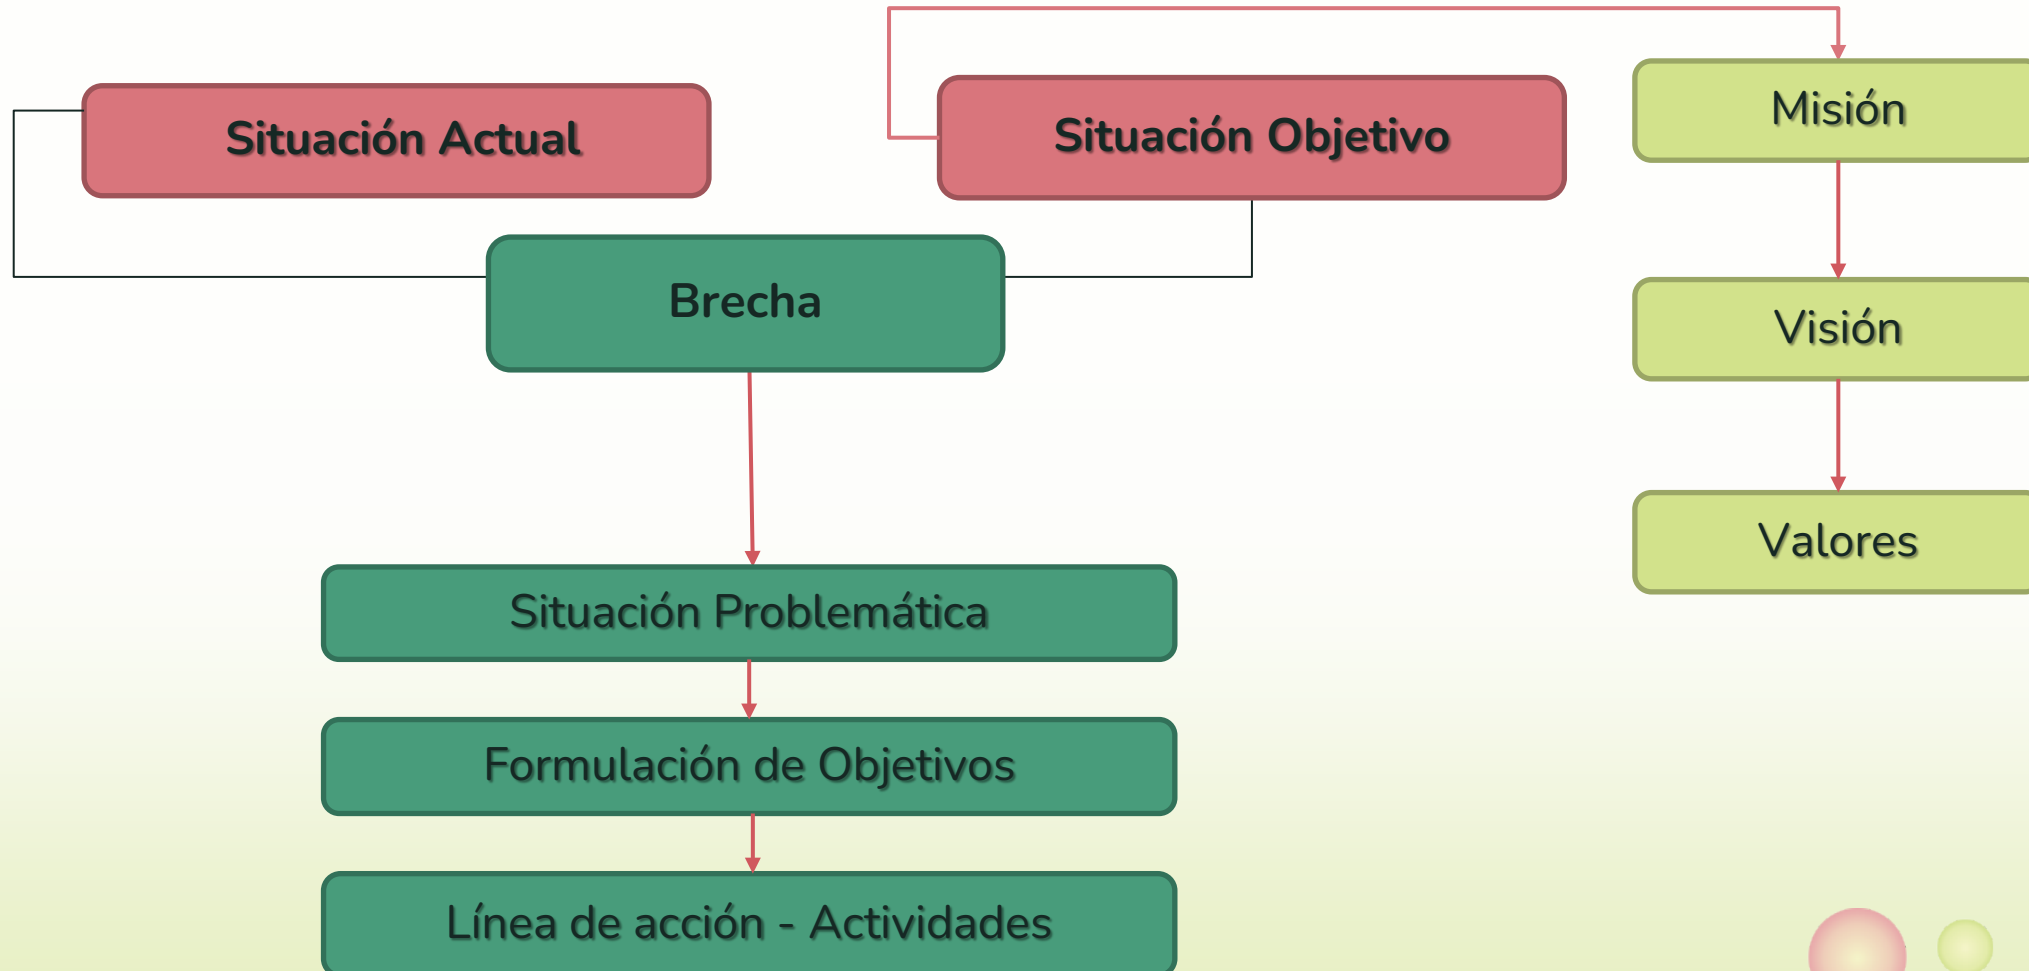 Situación Actual
Situación Objetivo
Misión
Brecha
Visión
Valores
Situación Problemática
Formulación de Objetivos
Línea de acción - Actividades